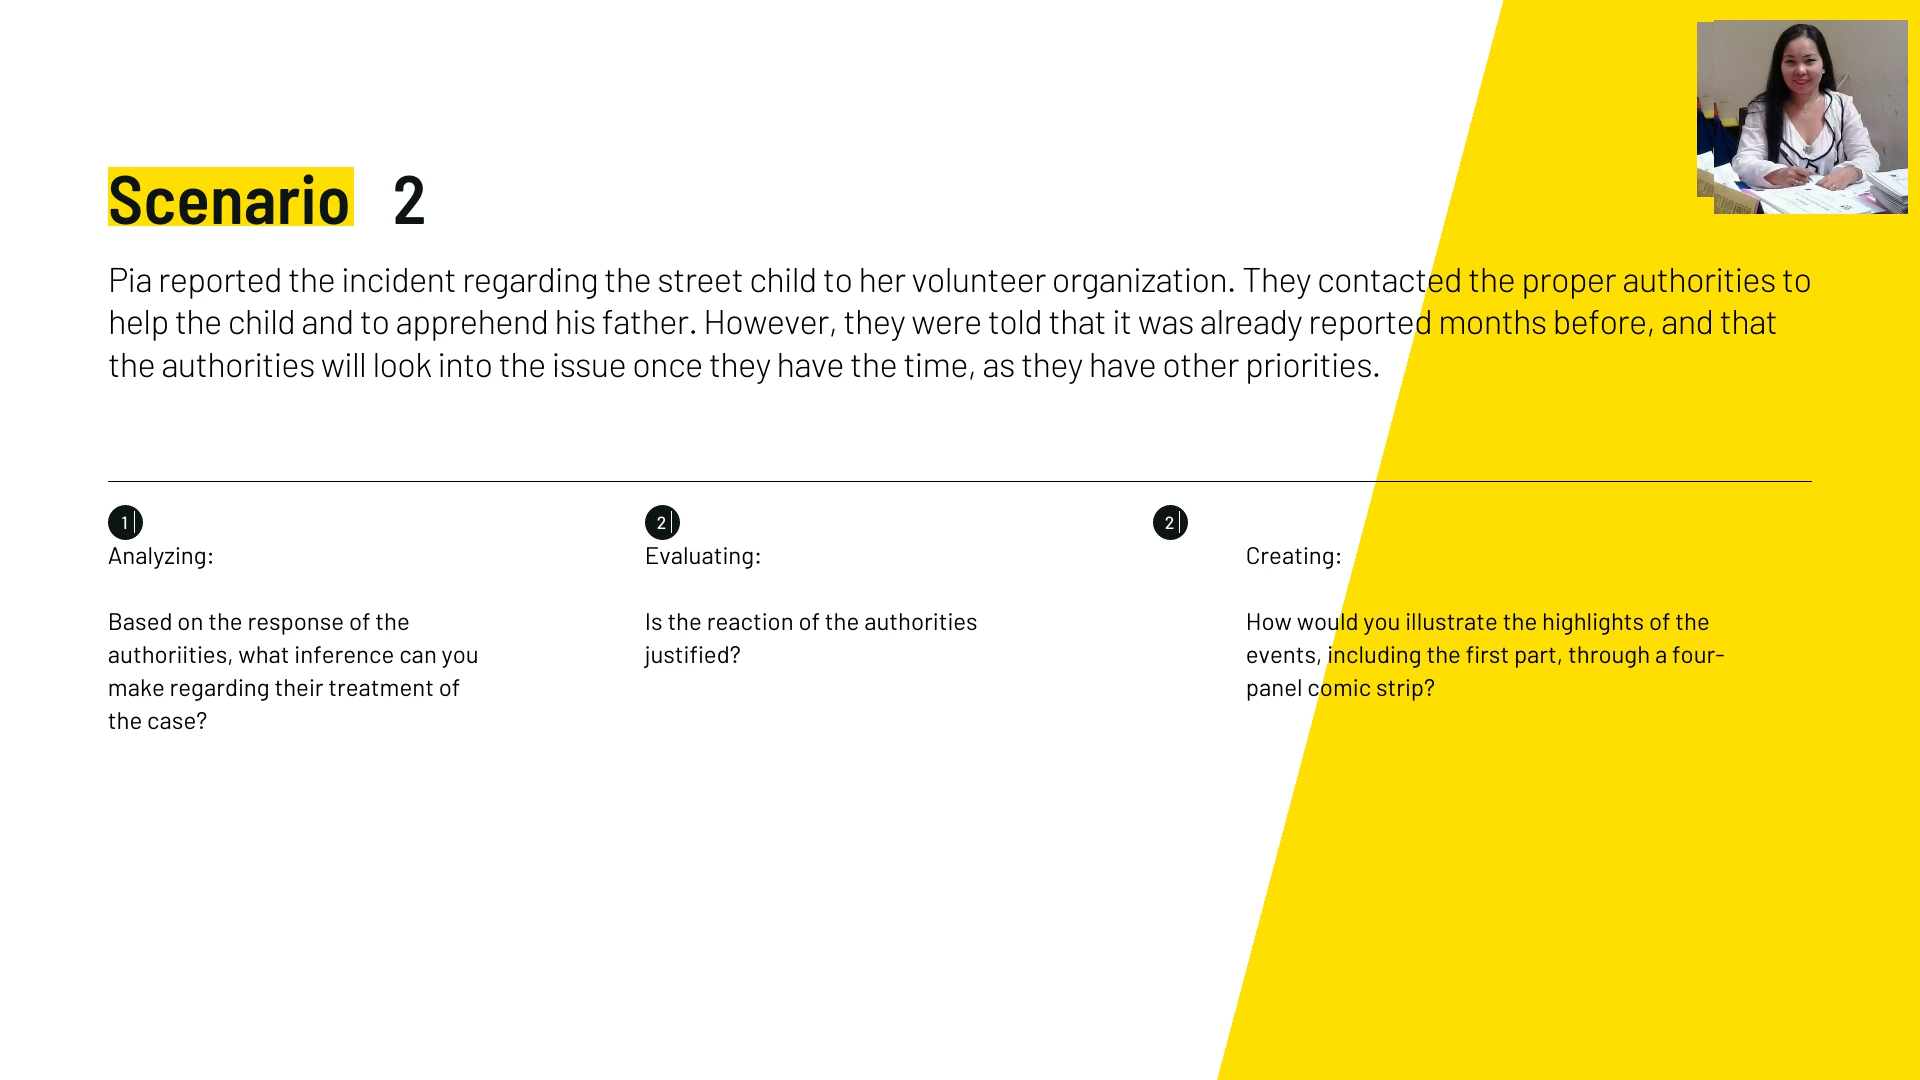 Scenario 2
Pia reported the incident regarding the street child to her volunteer organization. They contacted the proper authorities to
help the child and to apprehend his father. However, they were told that it was already reported months before, and that
the authorities will look into the issue once they have the time, as they have other priorities.
1
Analyzing:
Based on the response of the
authoriities, what inference can you
make regarding their treatment of
the case?
2
Evaluating:
Is the reaction of the authorities
justified?
2
Creating:
How would you illustrate the highlights of the
events, including the first part, through a four-
panel comic strip?